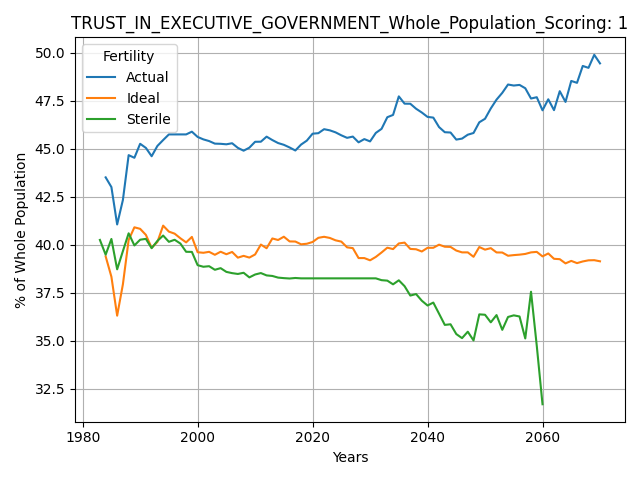 TRUST_IN_EXECUTIVE_GOVERNMENT_Whole_Population_Scoring: 1
Fertility
Actual
Ideal
Sterile
% of Whole Population
50.0
47.5
45.0
42.5
40.0
37.5
35.0
32.5
1980
2000
2020
2040
2060
Years